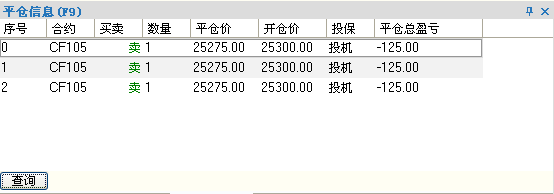 平仓信息(F9)
序号 合约 买卖 数量 平仓价 开仓价 投保 平仓总盈亏
0 CF105 卖 1 25275.00 25300.00 投机 -125.00
1 CF105 卖 1 25275.00 25300.00 投机 -125.00
2 CF105 卖 1 25275.00 25300.00 投机 -125.00
查询